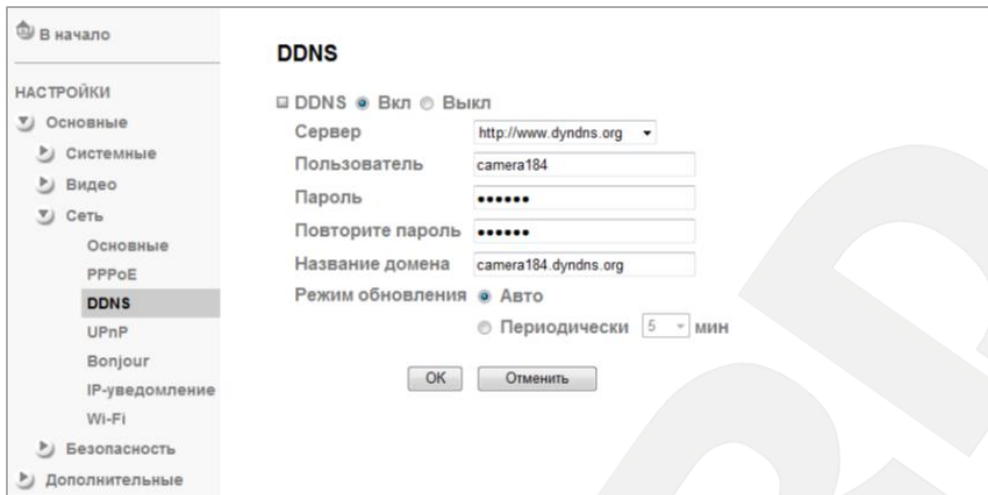 В начало
НАСТРОЙКИ
Основные
Системные
Видео
Сеть
Основные
PPPoE
DDNS
UPnP
Bonjour
IP-уведомление
Wi-Fi
Безопасность
Дополнительные
DDNS
DDNS Вкл Выкл
Сервер http://www.dyndns.org
Пользователь camera184
Пароль ••••••
Повторите пароль ••••••
Название домена camera184.dyndns.org
Режим обновления Авто
Периодически 5 мин
OK Отменить